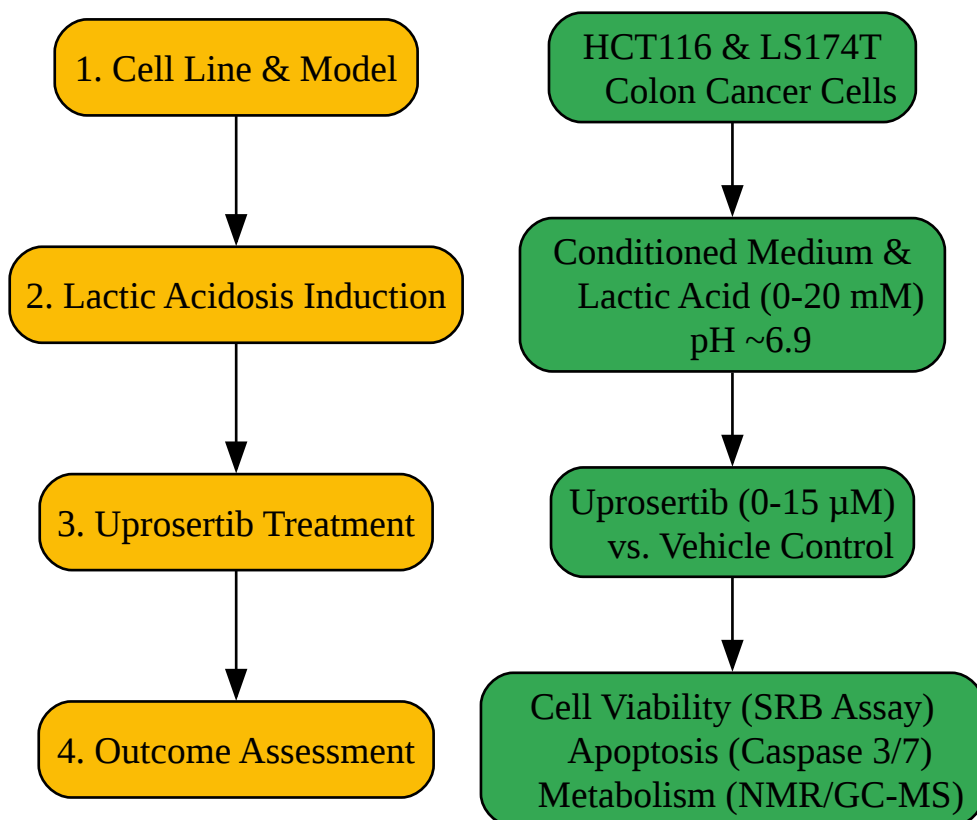 1. Cell Line & Model
HCT116 & LS174T
Colon Cancer Cells
2. Lactic Acidosis Induction
Conditioned Medium &
Lactic Acid (0-20 mM)
pH ~6.9
3. Uprosertib Treatment
Uprosertib (0-15 µM)
vs. Vehicle Control
4. Outcome Assessment
Cell Viability (SRB Assay)
Apoptosis (Caspase 3/7)
Metabolism (NMR/GC-MS)